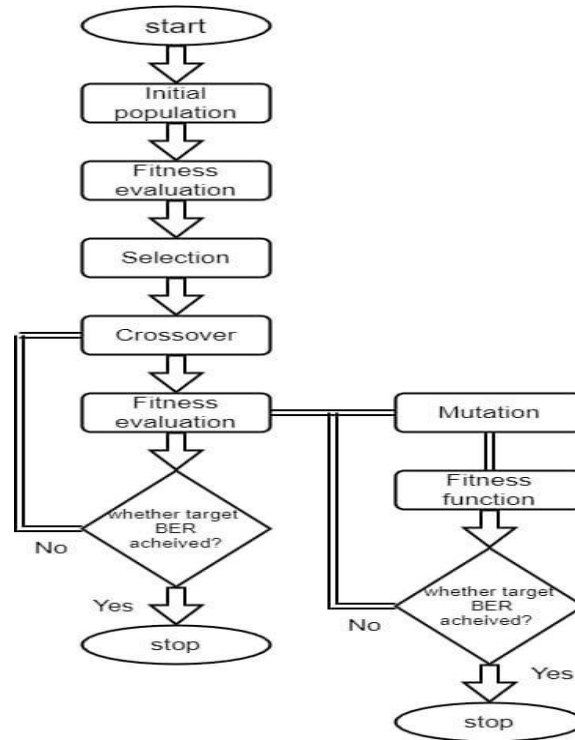 start
Initial
population
Fitness
evaluation
Selection
Crossover
Fitness
evaluation
whether target
BER
acheived?
No
Yes
stop
Mutation
Fitness
function
whether target
BER
acheived?
No
Yes
stop